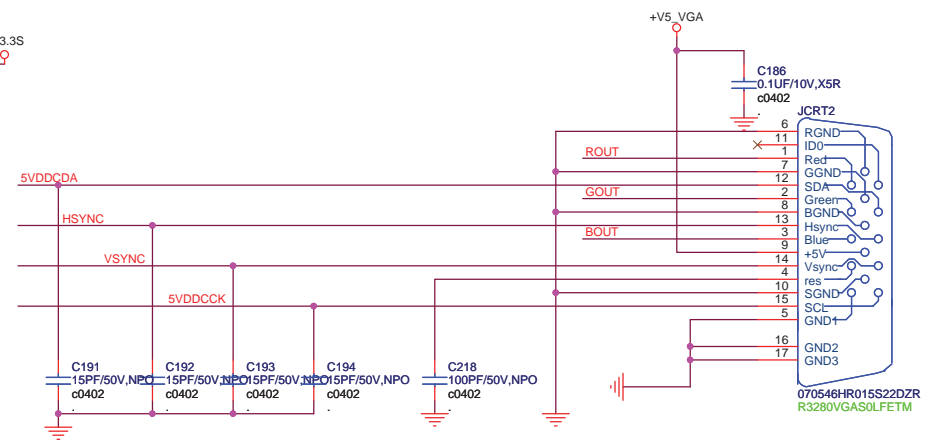 +V5_VGA
3.3S
C186
0.1UF/10V,X5R
c0402
.
JCRT2
6 RGND
11 ID0
ROUT 1 Red
7 GGND
5VDDCDA 12 SDA
GOUT 2 Green
8 BGND
HSYNC 13 Hsync
BOUT 3 Blue
9 +5V
VSYNC 14 Vsync
4 res
10 SGND
5VDDCCK 15 SCL
5 GND1
16 GND2
17 GND3
C191 C192 C193 C194 C218
15PF/50V,NPO 15PF/50V,NPO 15PF/50V,NPO 15PF/50V,NPO 100PF/50V,NPO
c0402 c0402 c0402 c0402 c0402
. . . . .
070546HR015S22DZR
R3280VGAS0LFETM